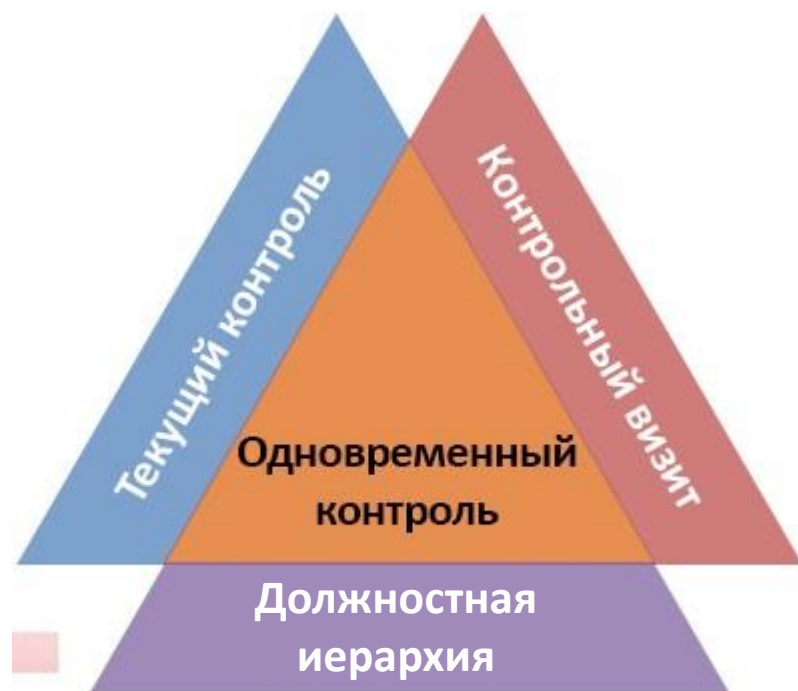 Текущий контроль
Контрольный визит
Одновременный
контроль
Должностная
иерархия